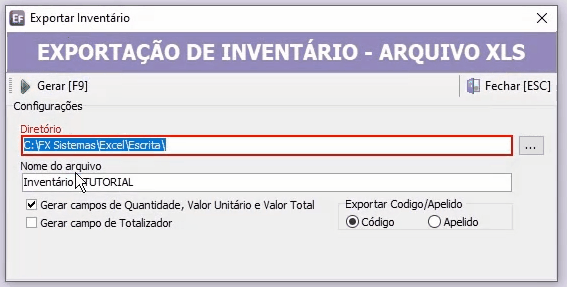 Ef Exportar Inventário
EXPORTAÇÃO DE INVENTÁRIO - ARQUIVO XLS
Gerar [F9] Fechar [ESC]
Configurações
Diretório
C:\FX Sistemas\Excel\Escrita\ ...
Nome do arquivo
Inventário TUTORIAL
Gerar campos de Quantidade, Valor Unitário e Valor Total
Gerar campo de Totalizador
Exportar Codigo/Apelido
Código Apelido